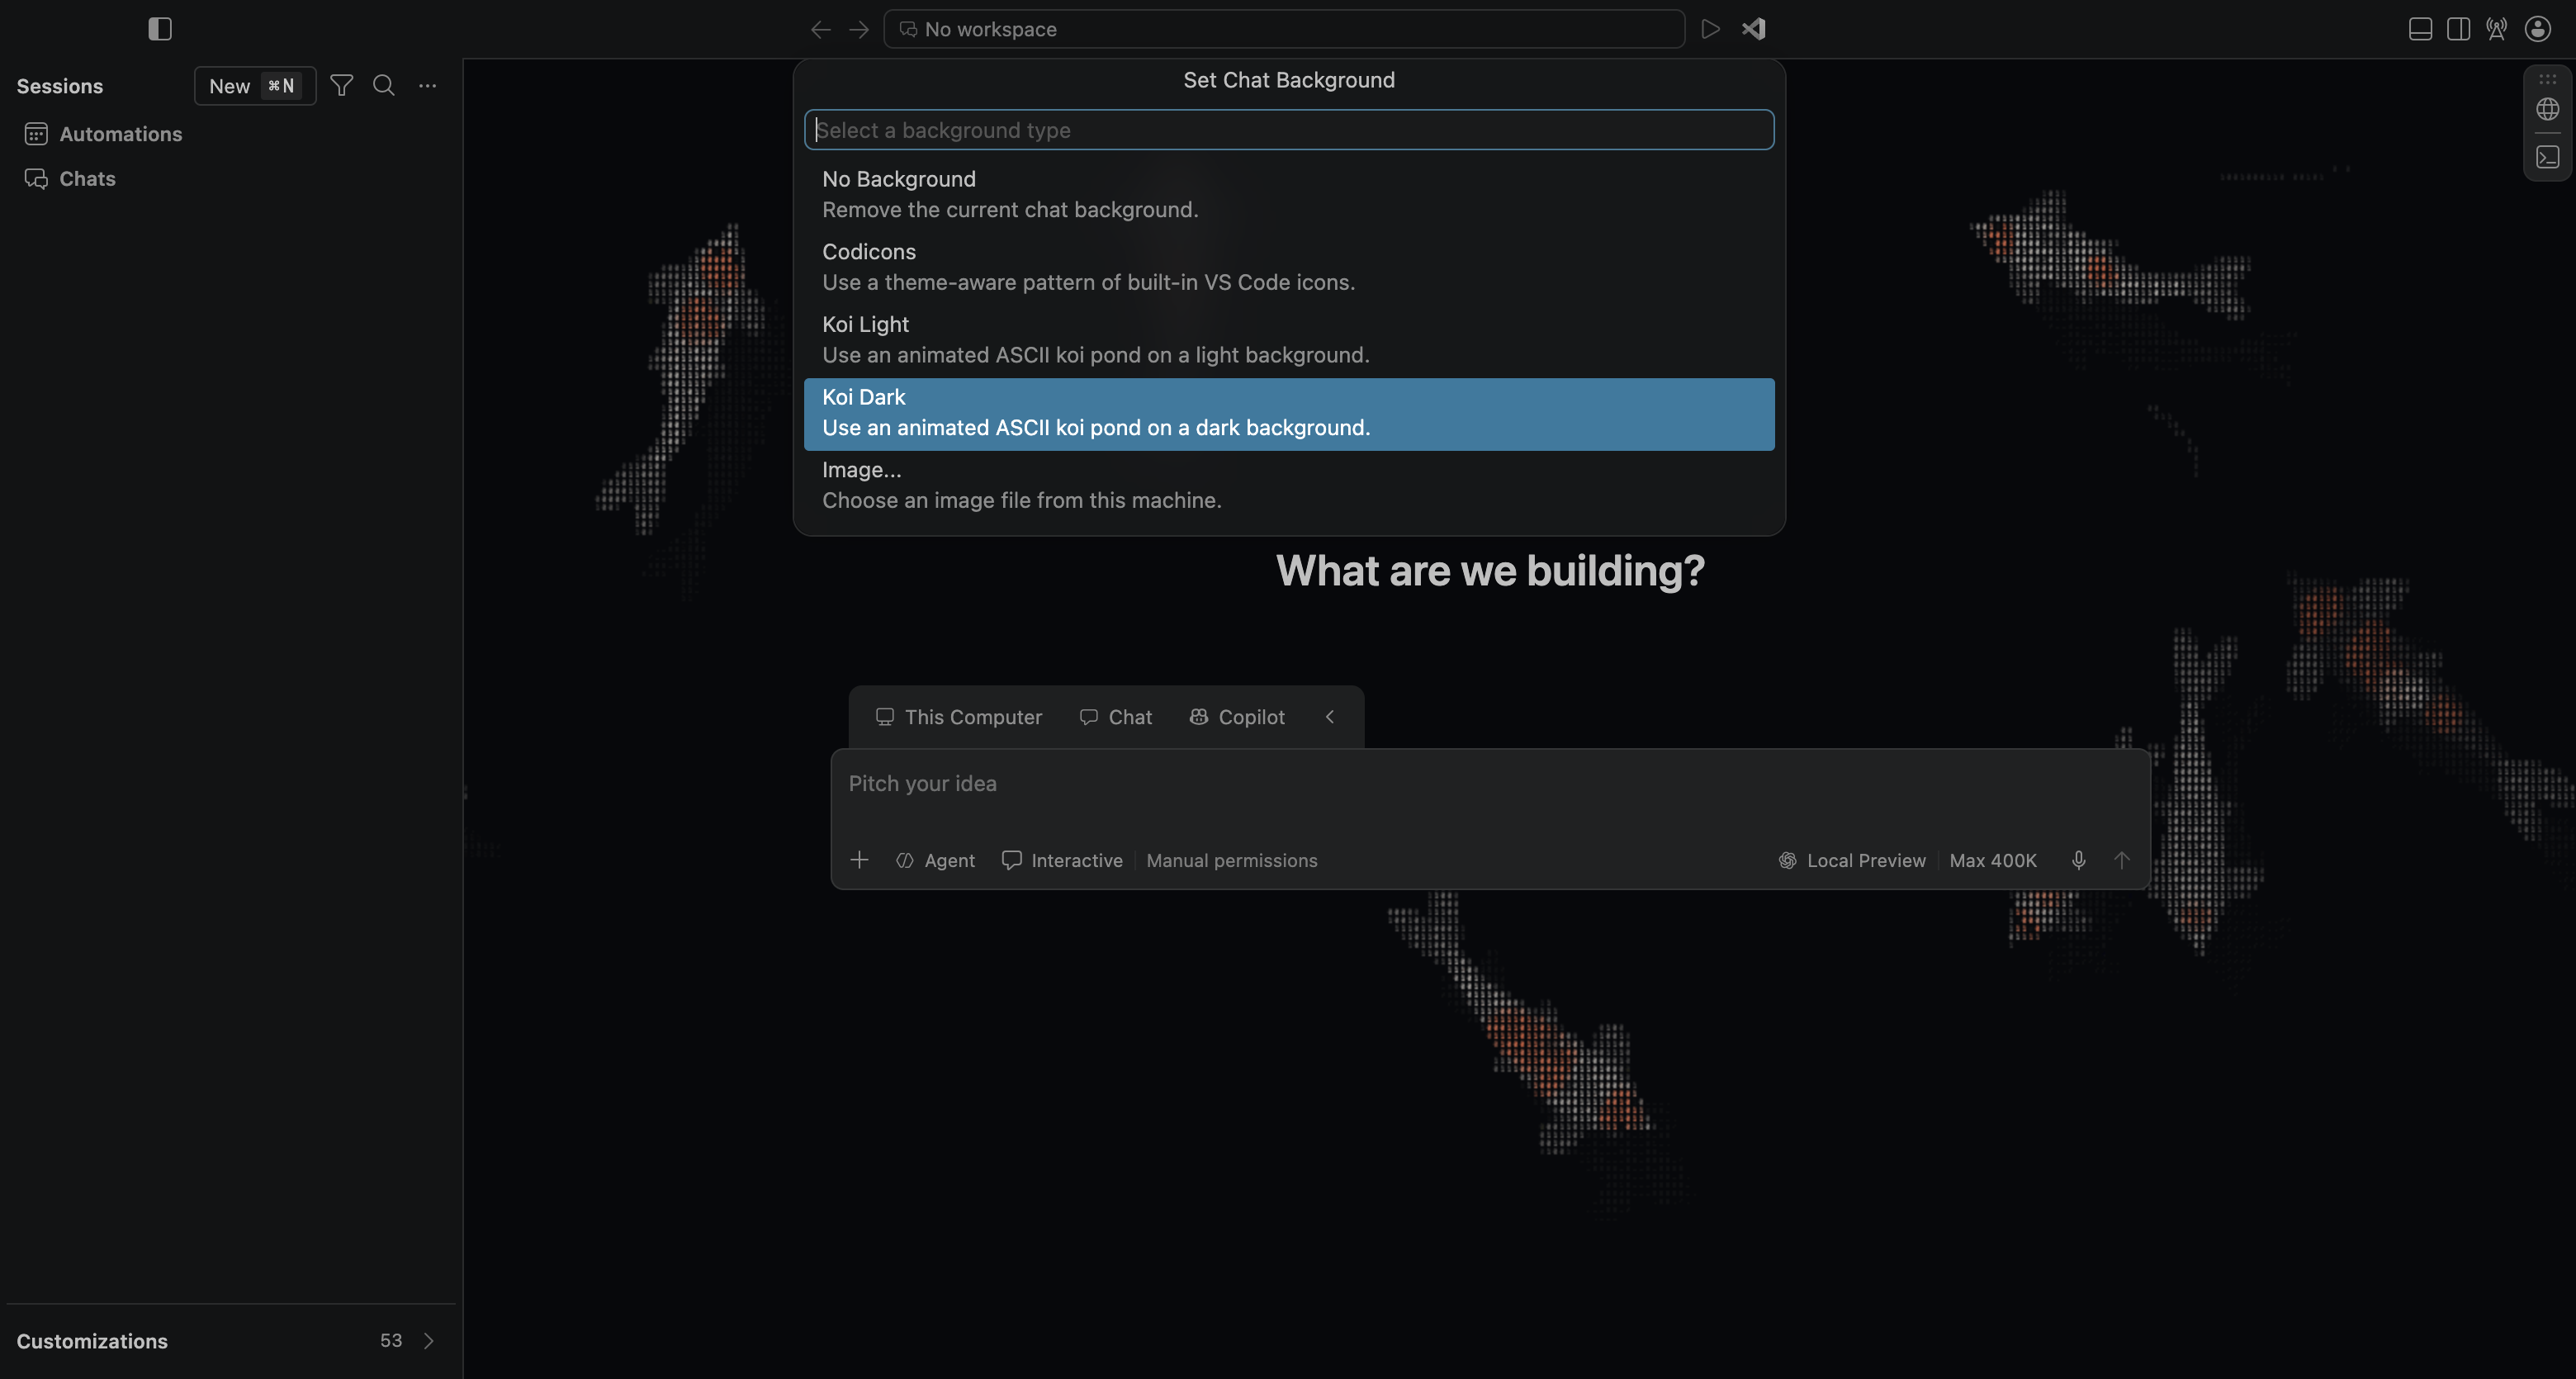 No workspace
Sessions
New ⌘N
Automations
Chats
Set Chat Background
Select a background type
No Background
Remove the current chat background.
Codicons
Use a theme-aware pattern of built-in VS Code icons.
Koi Light
Use an animated ASCII koi pond on a light background.
Koi Dark
Use an animated ASCII koi pond on a dark background.
Image...
Choose an image file from this machine.
What are we building?
This Computer Chat Copilot
Pitch your idea
Agent Interactive Manual permissions Local Preview Max 400K
Customizations 53